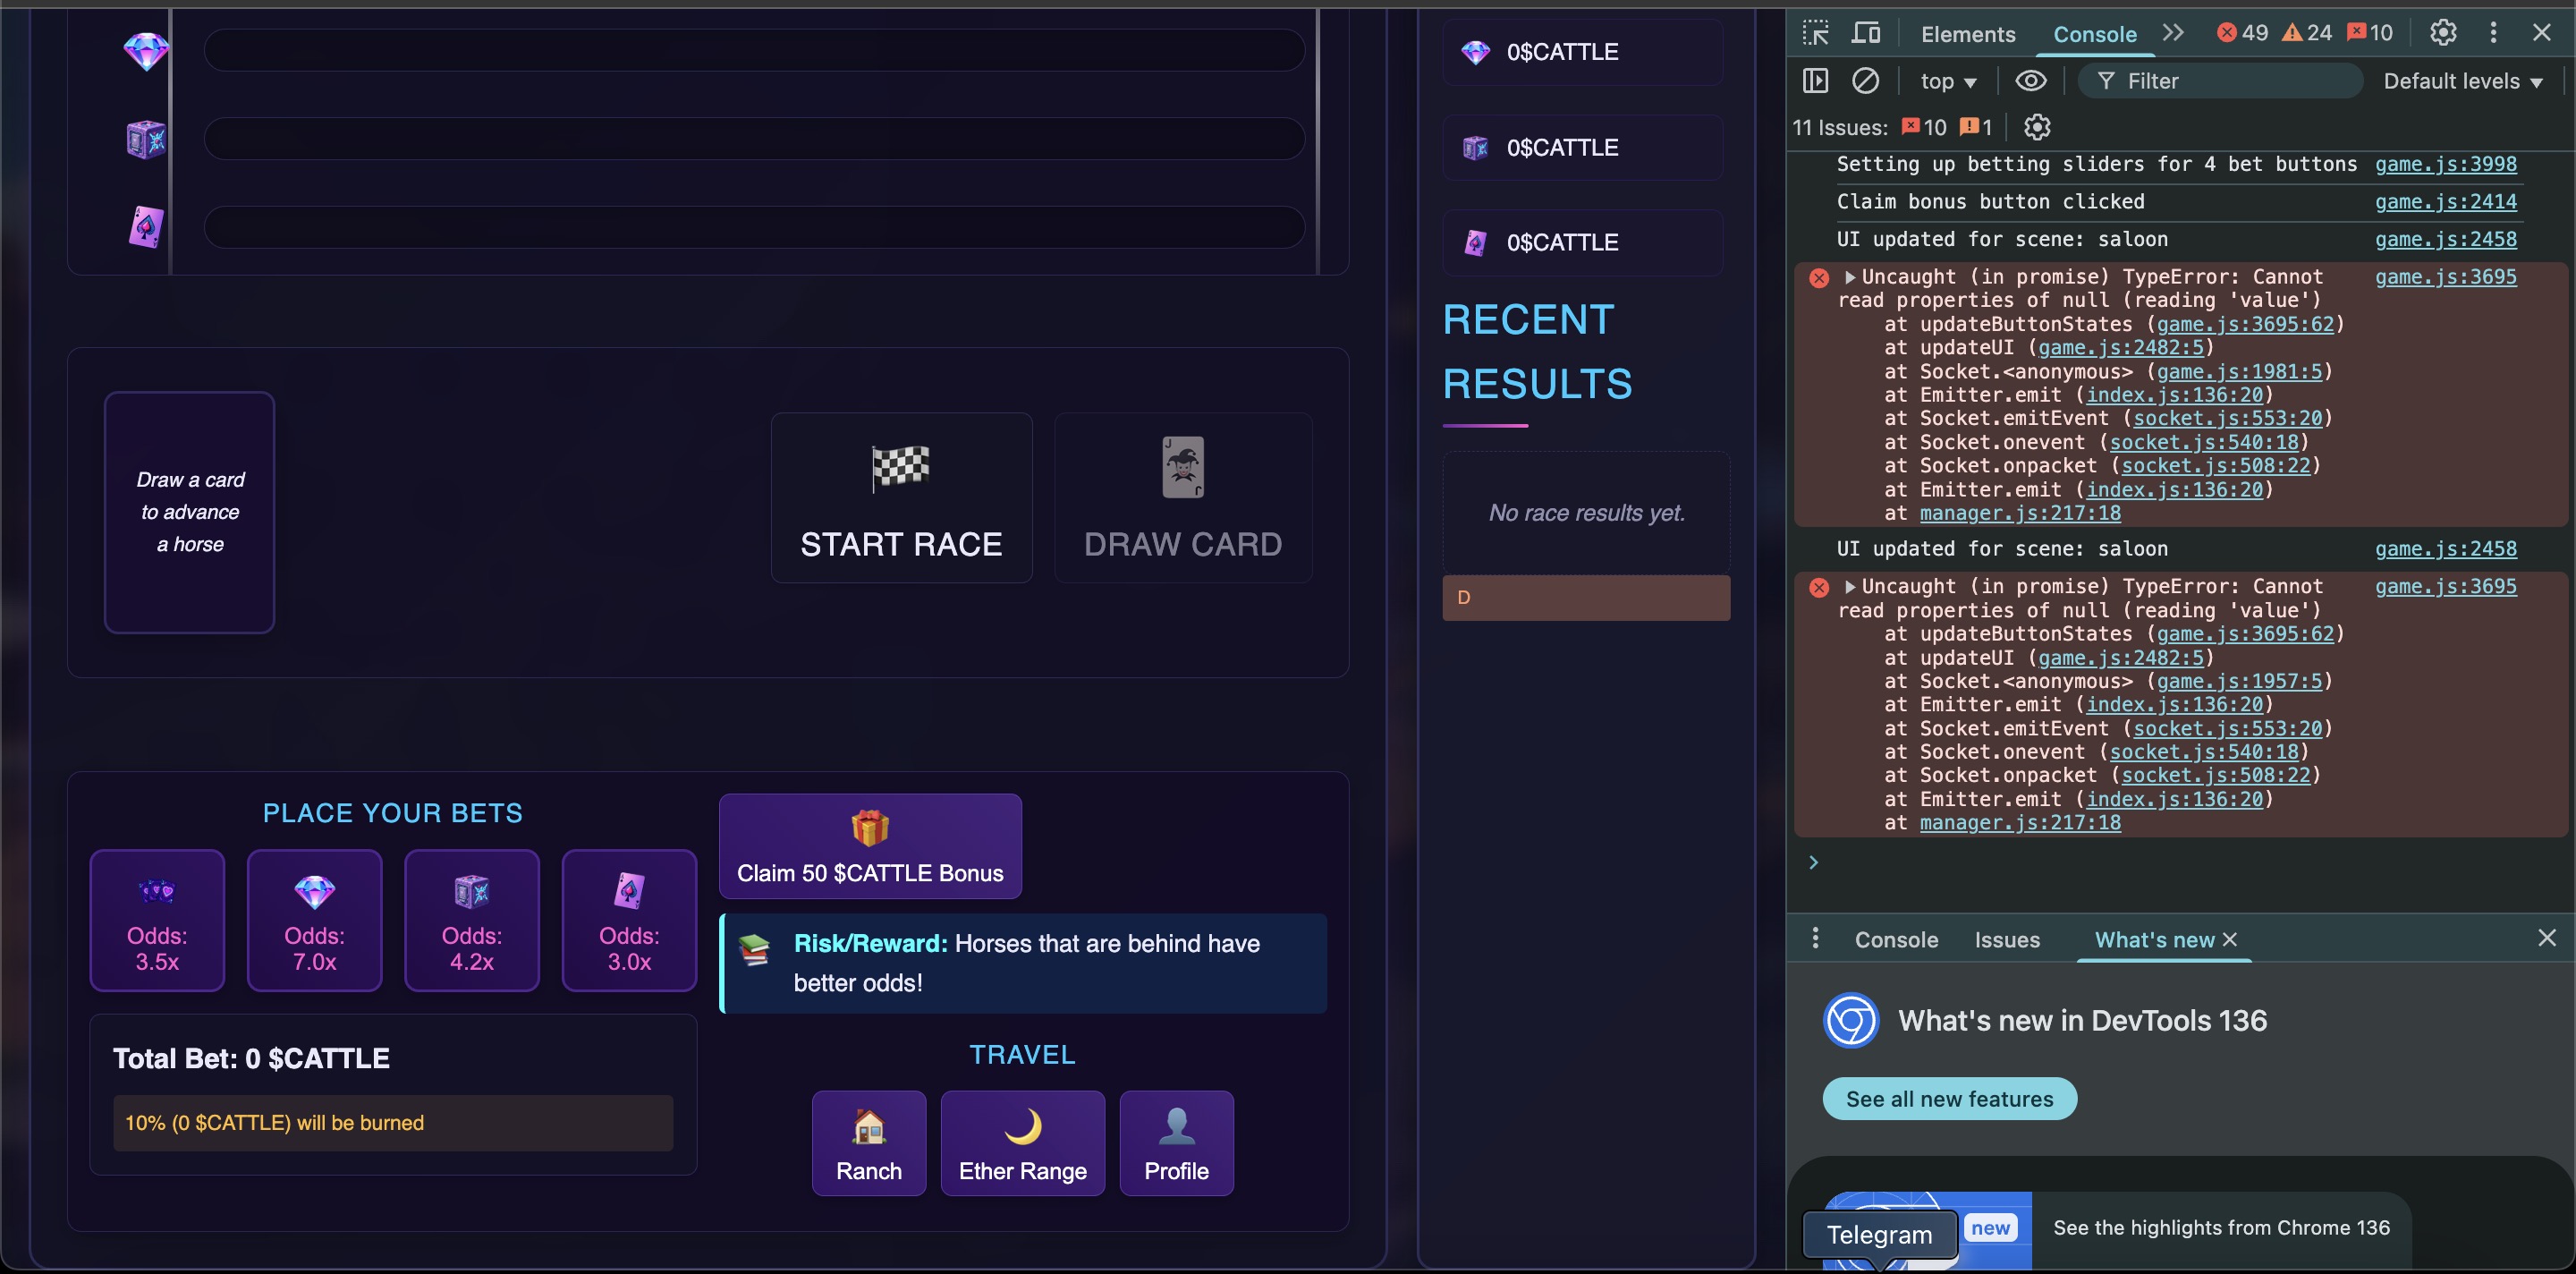 0$CATTLE
0$CATTLE
0$CATTLE
RECENT
RESULTS
No race results yet.
D
Draw a card
to advance
a horse
START RACE
DRAW CARD
PLACE YOUR BETS
Odds:
3.5x
Odds:
7.0x
Odds:
4.2x
Odds:
3.0x
Total Bet: 0 $CATTLE
10% (0 $CATTLE) will be burned
Claim 50 $CATTLE Bonus
Risk/Reward: Horses that are behind have
better odds!
TRAVEL
Ranch
Ether Range
Profile
Elements
Console
49
24
10
top
Filter
Default levels
11 Issues:
10
1
Setting up betting sliders for 4 bet buttons game.js:3998
Claim bonus button clicked game.js:2414
UI updated for scene: saloon game.js:2458
Uncaught (in promise) TypeError: Cannot game.js:3695
read properties of null (reading 'value')
at updateButtonStates (game.js:3695:62)
at updateUI (game.js:2482:5)
at Socket.<anonymous> (game.js:1981:5)
at Emitter.emit (index.js:136:20)
at Socket.emitEvent (socket.js:553:20)
at Socket.onevent (socket.js:540:18)
at Socket.onpacket (socket.js:508:22)
at Emitter.emit (index.js:136:20)
at manager.js:217:18
UI updated for scene: saloon game.js:2458
Uncaught (in promise) TypeError: Cannot game.js:3695
read properties of null (reading 'value')
at updateButtonStates (game.js:3695:62)
at updateUI (game.js:2482:5)
at Socket.<anonymous> (game.js:1957:5)
at Emitter.emit (index.js:136:20)
at Socket.emitEvent (socket.js:553:20)
at Socket.onevent (socket.js:540:18)
at Socket.onpacket (socket.js:508:22)
at Emitter.emit (index.js:136:20)
at manager.js:217:18
Console
Issues
What's new
What's new in DevTools 136
See all new features
Telegram
new
See the highlights from Chrome 136